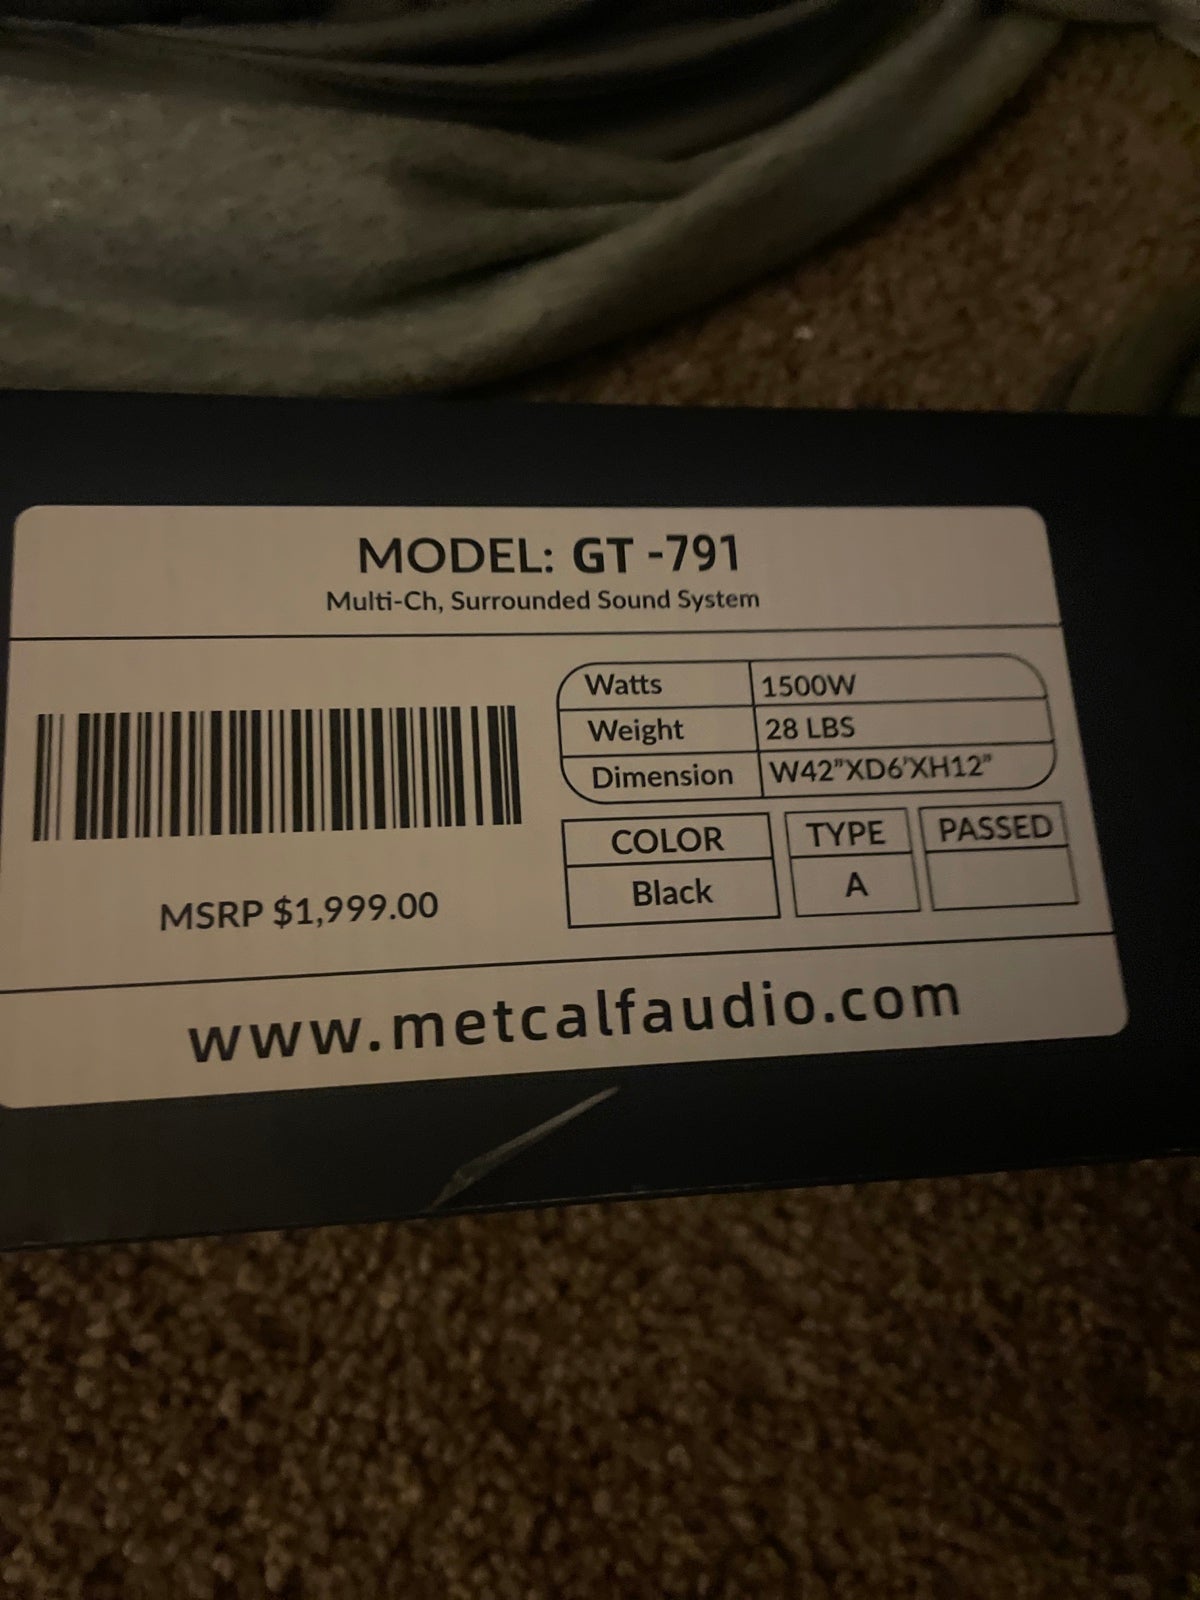 MODEL: GT -791
Multi-Ch, Surrounded Sound System
Watts 1500W
Weight 28 LBS
Dimension W42”XD6’XH12”
COLOR TYPE PASSED
Black A
MSRP $1,999.00
www.metcalfaudio.com